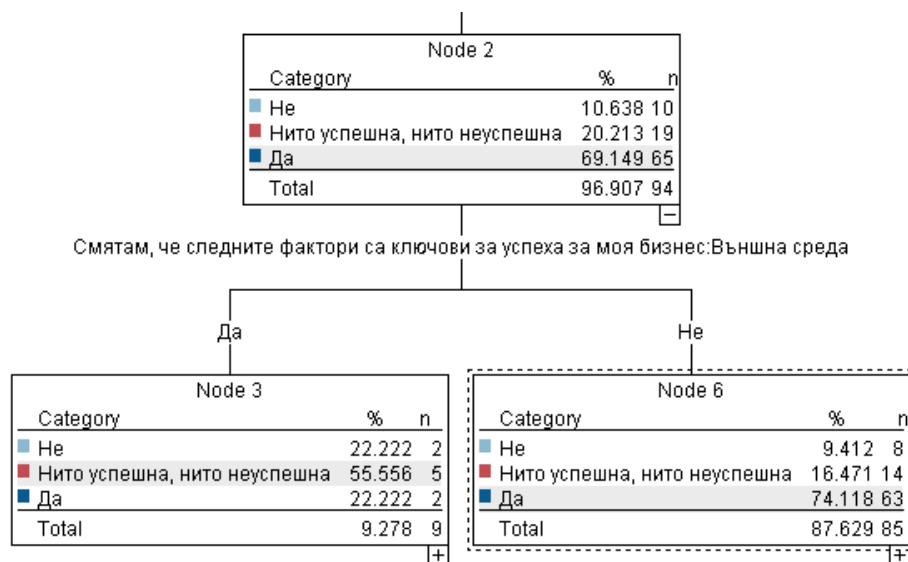 Node 2
Category % n
Не 10.638 10
Нито успешна, нито неуспешна 20.213 19
Да 69.149 65
Total 96.907 94
Смятам, че следните фактори са ключови за успеха за моя бизнес:Външна среда
Да
Не
Node 3
Category % n
Не 22.222 2
Нито успешна, нито неуспешна 55.556 5
Да 22.222 2
Total 9.278 9
Node 6
Category % n
Не 9.412 8
Нито успешна, нито неуспешна 16.471 14
Да 74.118 63
Total 87.629 85